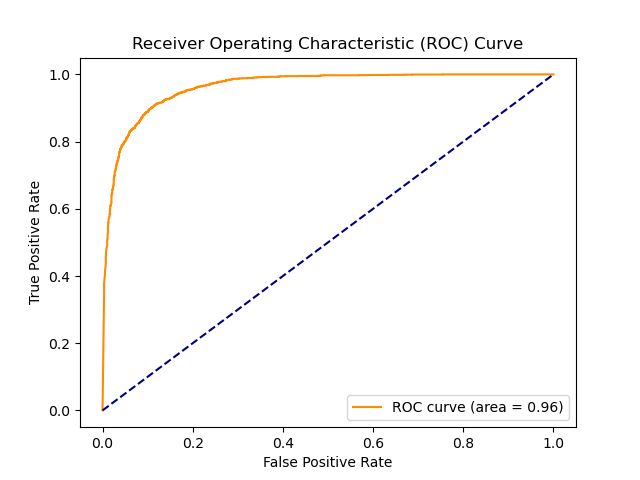 Receiver Operating Characteristic (ROC) Curve
1.0
0.8
0.6
0.4
0.2
0.0
True Positive Rate
ROC curve (area = 0.96)
0.0 0.2 0.4 0.6 0.8 1.0
False Positive Rate